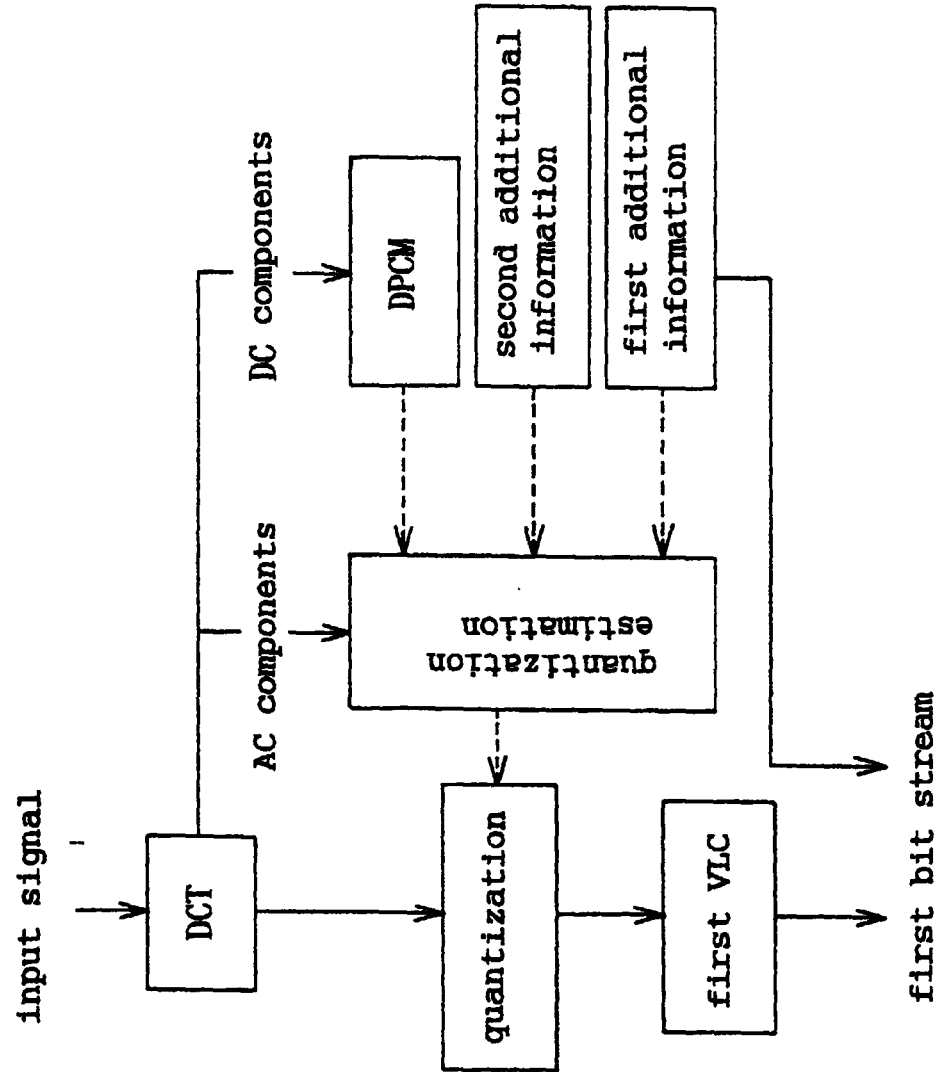 input signal
DCT
AC components
DC components
DPCM
second additional
information
first additional
information
quantization
estimation
quantization
first VLC
first bit stream